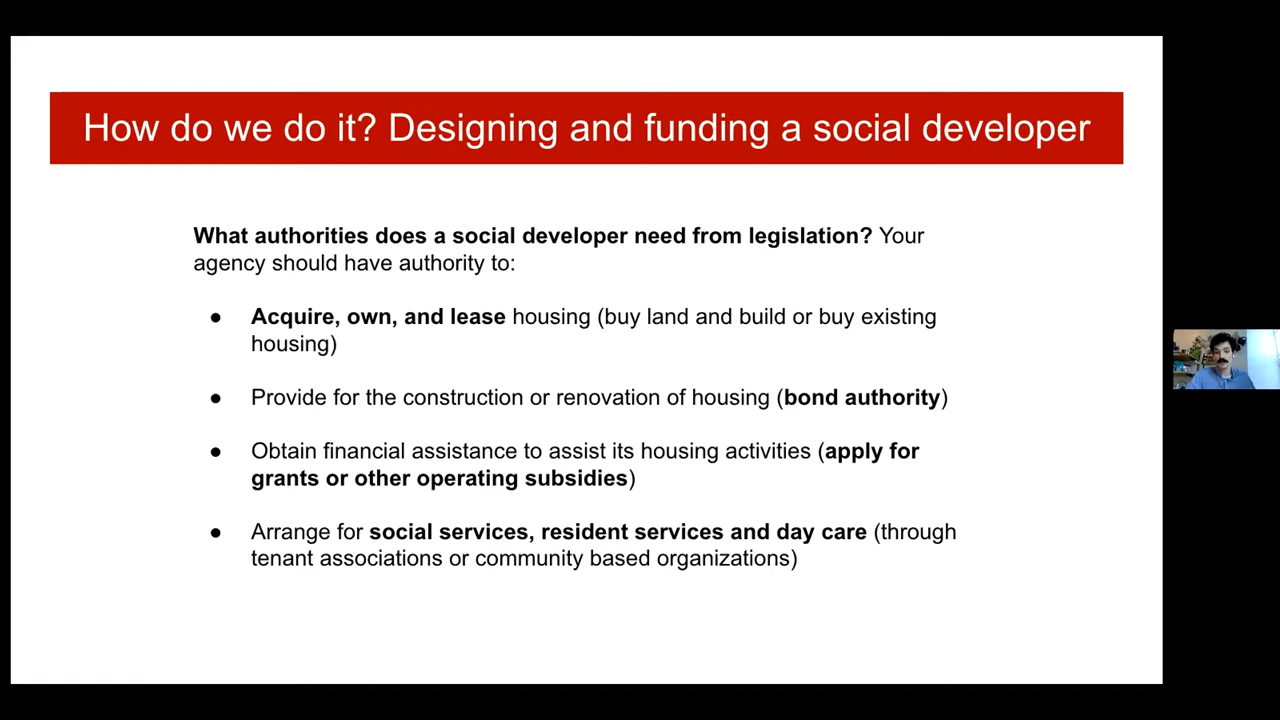 How do we do it? Designing and funding a social developer
What authorities does a social developer need from legislation? Your
agency should have authority to:
● Acquire, own, and lease housing (buy land and build or buy existing
housing)
● Provide for the construction or renovation of housing (bond authority)
● Obtain financial assistance to assist its housing activities (apply for
grants or other operating subsidies)
● Arrange for social services, resident services and day care (through
tenant associations or community based organizations)